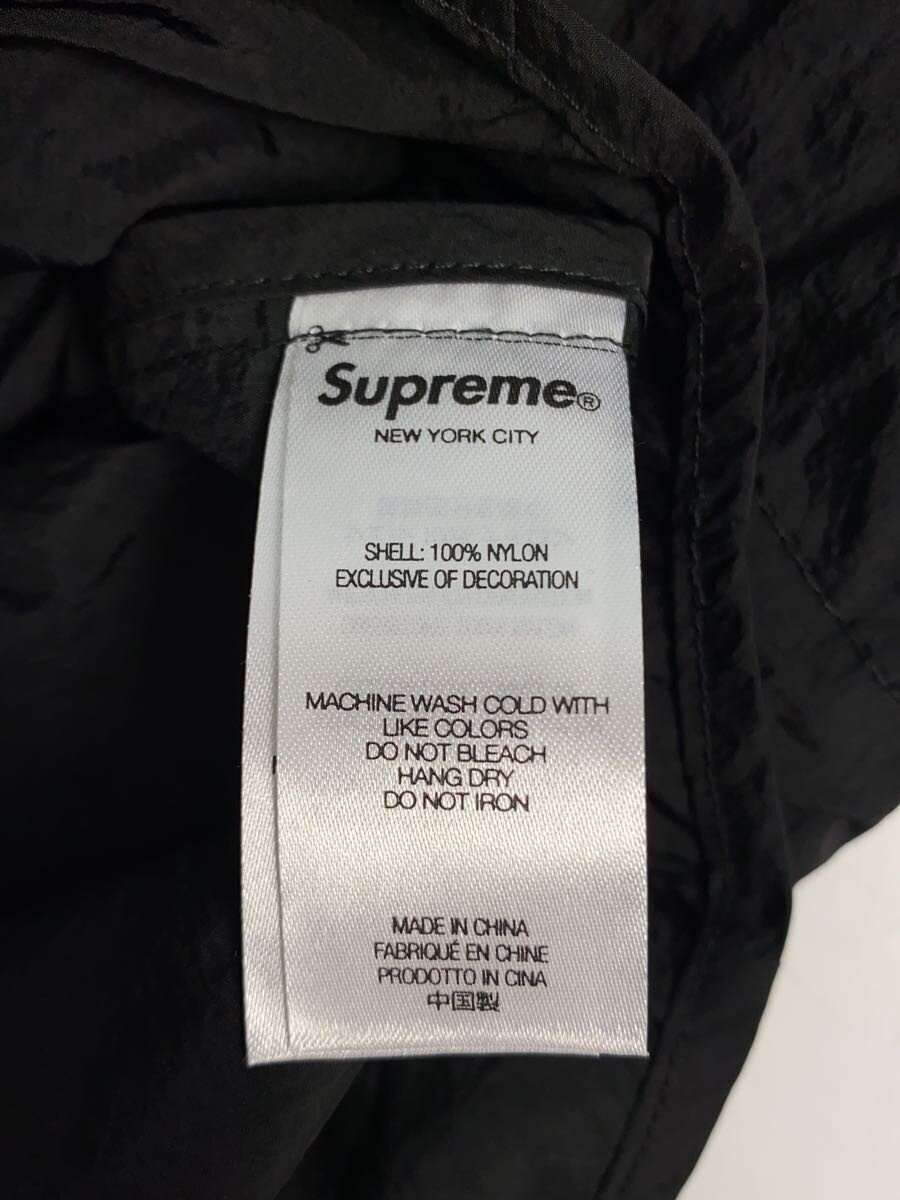 Supreme®
NEW YORK CITY
SHELL: 100% NYLON
EXCLUSIVE OF DECORATION
MACHINE WASH COLD WITH
LIKE COLORS
DO NOT BLEACH
HANG DRY
DO NOT IRON
MADE IN CHINA
FABRIQUÉ EN CHINE
PRODOTTO IN CINA
中国製